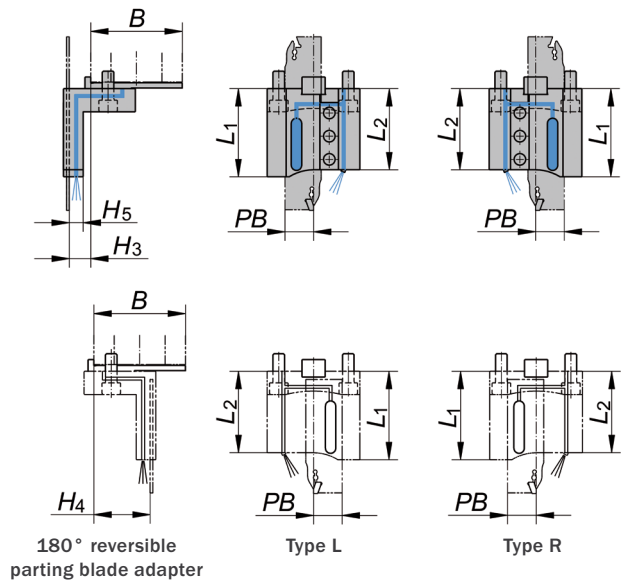 B
L1
L2
L2
L1
H5
H3
PB
PB
B
L2
L1
L1
L2
H4
PB
PB
180° reversible
parting blade adapter
Type L
Type R